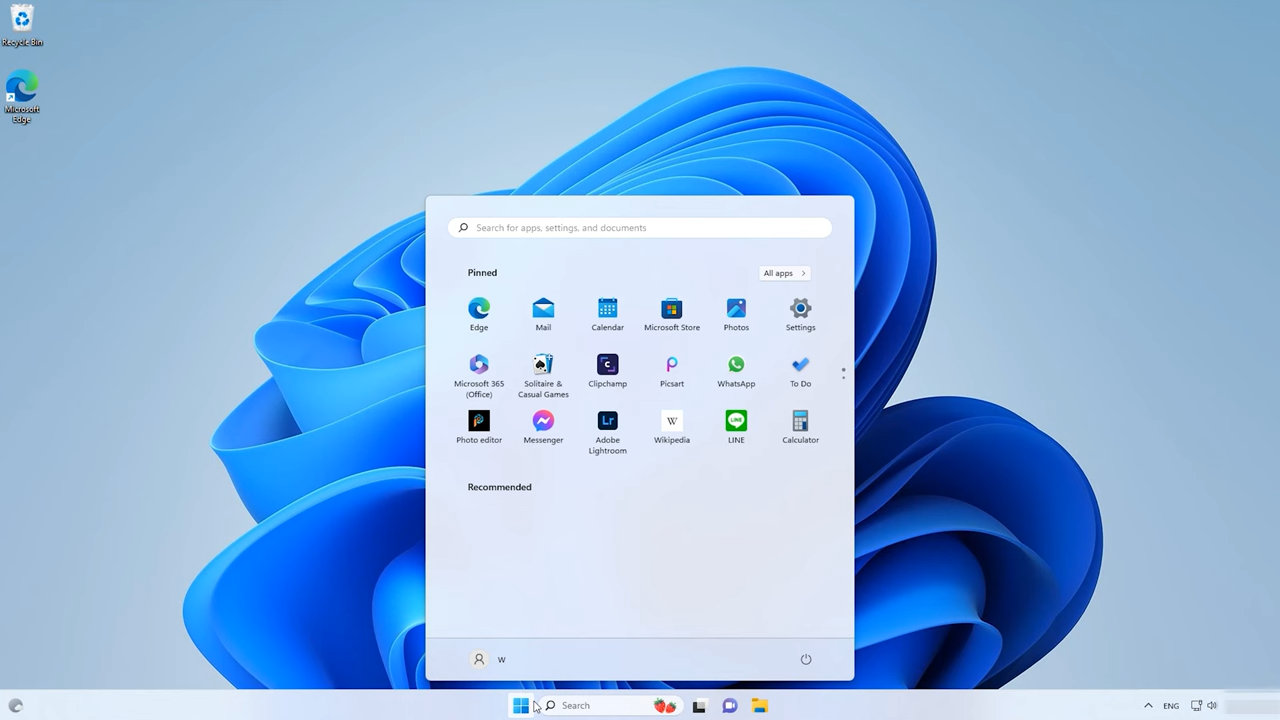 Recycle Bin
Microsoft
Edge
Search for apps, settings, and documents
Pinned
All apps
Edge
Mail
Calendar
Microsoft Store
Photos
Settings
Microsoft 365
(Office)
Solitaire &
Casual Games
Clipchamp
Picsart
WhatsApp
To Do
Photo editor
Messenger
Lr
Adobe
Lightroom
W
Wikipedia
LINE
LINE
Calculator
Recommended
W
Search
ENG